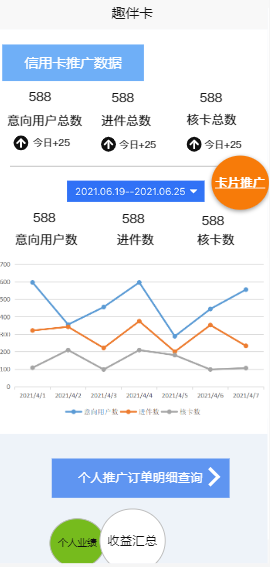 趣伴卡
信用卡推广数据
588 588 588
意向用户总数 进件总数 核卡总数
今日+25 今日+25 今日+25
卡片推广
2021.06.19--2021.06.25
588 588 588
意向用户数 进件数 核卡数
700
600
500
400
300
200
100
0
2021/4/1 2021/4/2 2021/4/3 2021/4/4 2021/4/5 2021/4/6 2021/4/7
意向用户数 进件数 核卡数
个人推广订单明细查询
个人业绩 收益汇总